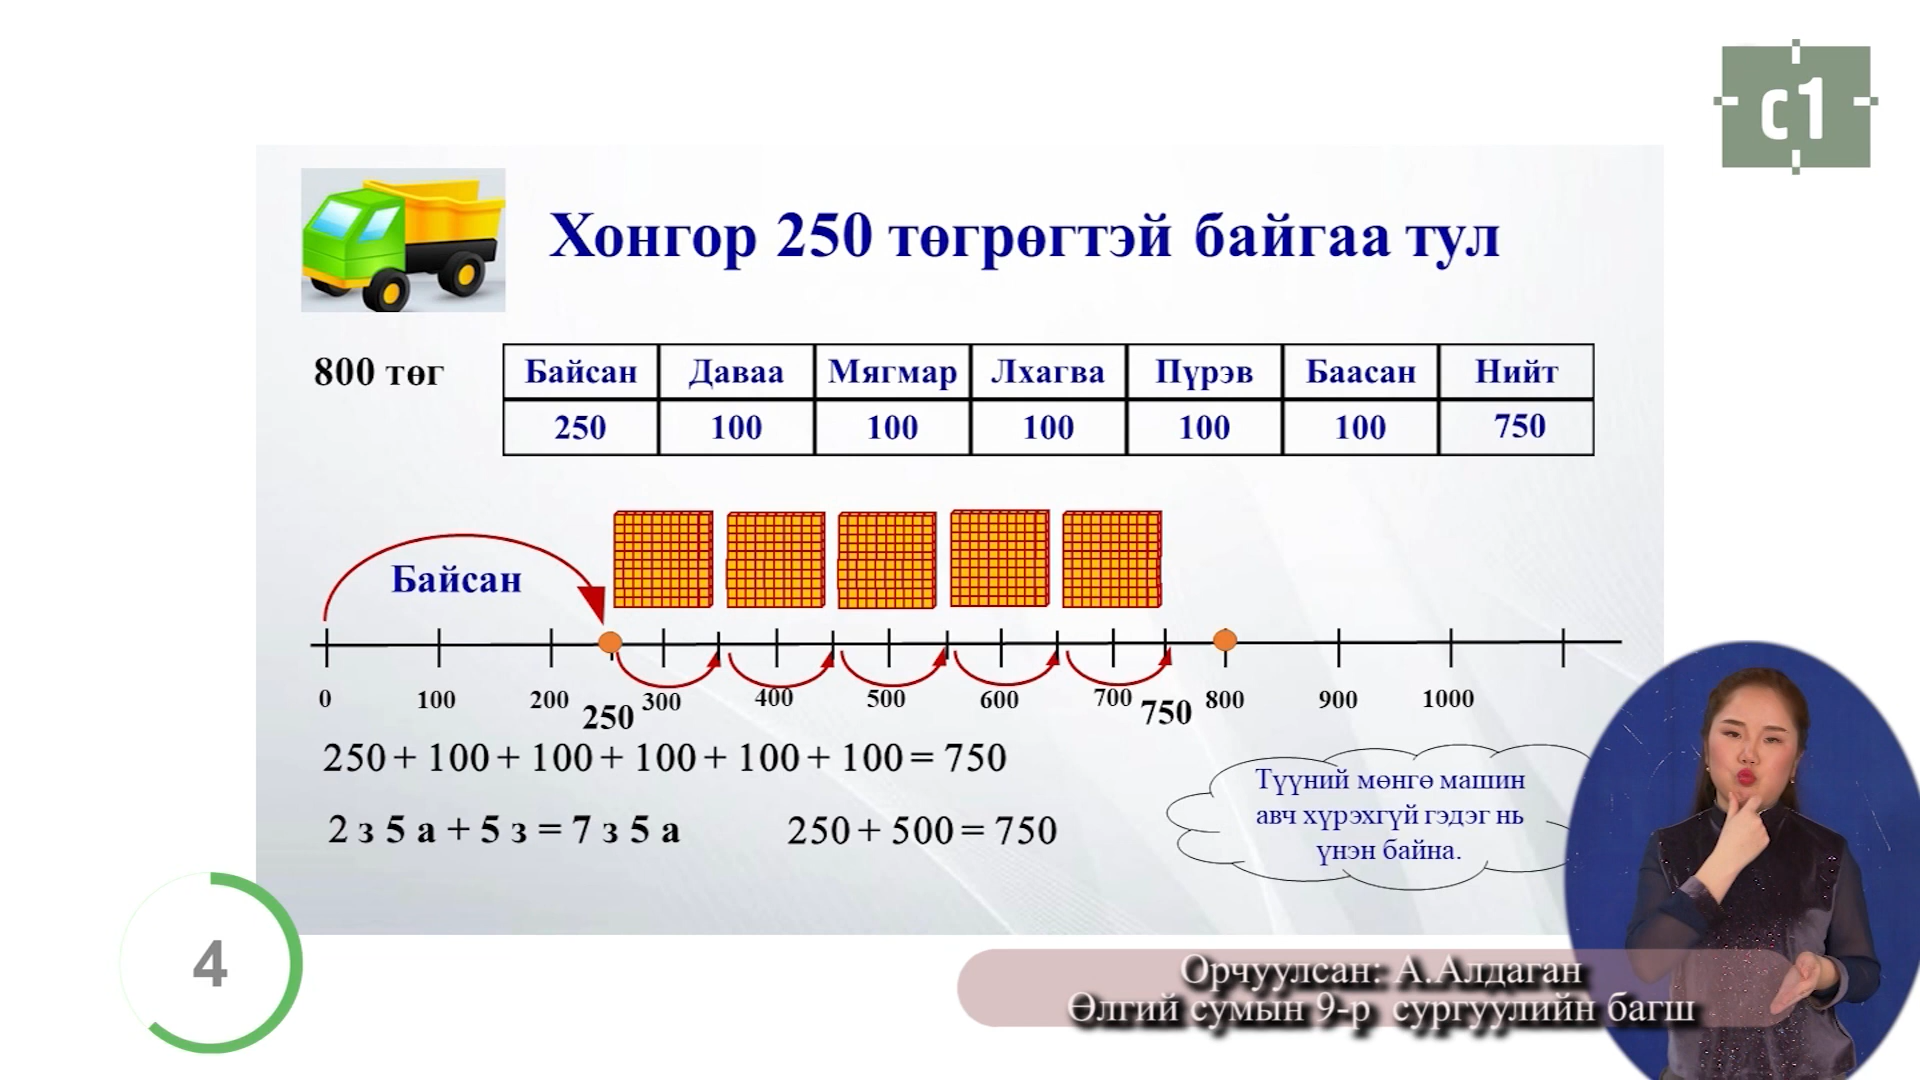 c1
Хонгор 250 төгрөгтэй байгаа тул
800 төг
Байсан Даваа Мягмар Лхагва Пүрэв Баасан Нийт
250 100 100 100 100 100 750
Байсан
0 100 200 250 300 400 500 600 700 750 800 900 1000
250 + 100 + 100 + 100 + 100 + 100 = 750
2 з 5 а + 5 з = 7 з 5 а
250 + 500 = 750
Түүний мөнгө машин
авч хүрэхгүй гэдэг нь
үнэн байна.
4
Орчуулсан: А.Алдаган
Өлгий сумын 9-р сургуулийн багш